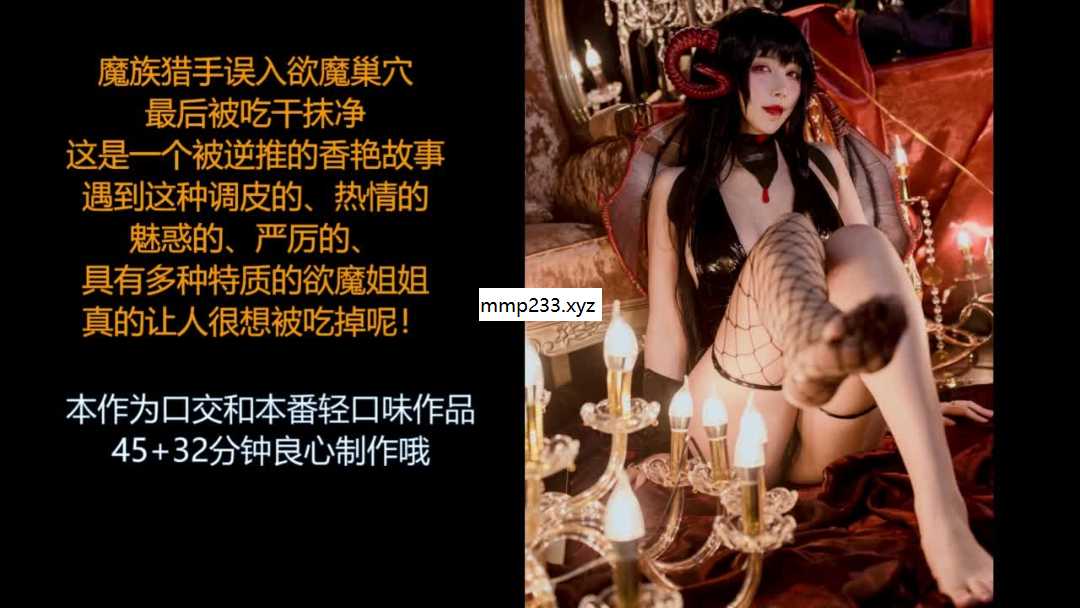 魔族猎手误入欲魔巢穴
最后被吃干抹净
这是一个被逆推的香艳故事
遇到这种调皮的、热情的
魅惑的、严厉的、
具有多种特质的欲魔姐姐
真的让人很想被吃掉呢！
mmp233.xyz
本作为口交和本番轻口味作品
45+32分钟良心制作哦